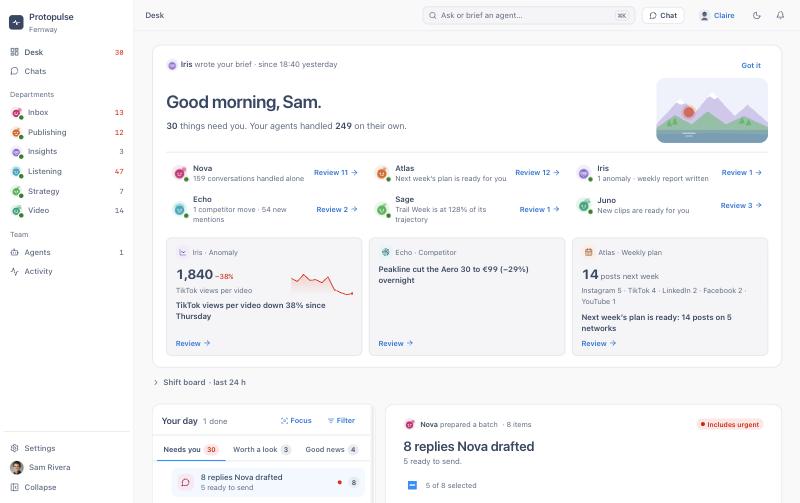 Protopulse
Fernway
Desk 30
Chats
Departments
Inbox 13
Publishing 12
Insights 3
Listening 47
Strategy 7
Video 14
Team
Agents 1
Activity
Settings
Sam Rivera
Collapse
Desk
Ask or brief an agent... ⌘K
Chat
Claire
Iris wrote your brief · since 18:40 yesterday
Got it
Good morning, Sam.
30 things need you. Your agents handled 249 on their own.
Nova
159 conversations handled alone
Review 11 →
Atlas
Next week's plan is ready for you
Review 12 →
Iris
1 anomaly · weekly report written
Review 1 →
Echo
1 competitor move · 54 new
mentions
Review 2 →
Sage
Trail Week is at 128% of its
trajectory
Review 1 →
Juno
New clips are ready for you
Review 3 →
Iris · Anomaly
1,840 −38%
TikTok views per video
TikTok views per video down 38% since
Thursday
Review →
Echo · Competitor
Peakline cut the Aero 30 to €99 (−29%)
overnight
Review →
Atlas · Weekly plan
14 posts next week
Instagram 5 · TikTok 4 · LinkedIn 2 · Facebook 2 ·
YouTube 1
Next week's plan is ready: 14 posts on 5
networks
Review →
Shift board · last 24 h
Your day 1 done
Focus
Filter
Needs you 30
Worth a look 3
Good news 4
8 replies Nova drafted
5 ready to send
8
Nova prepared a batch · 8 items
Includes urgent
8 replies Nova drafted
5 ready to send.
5 of 8 selected